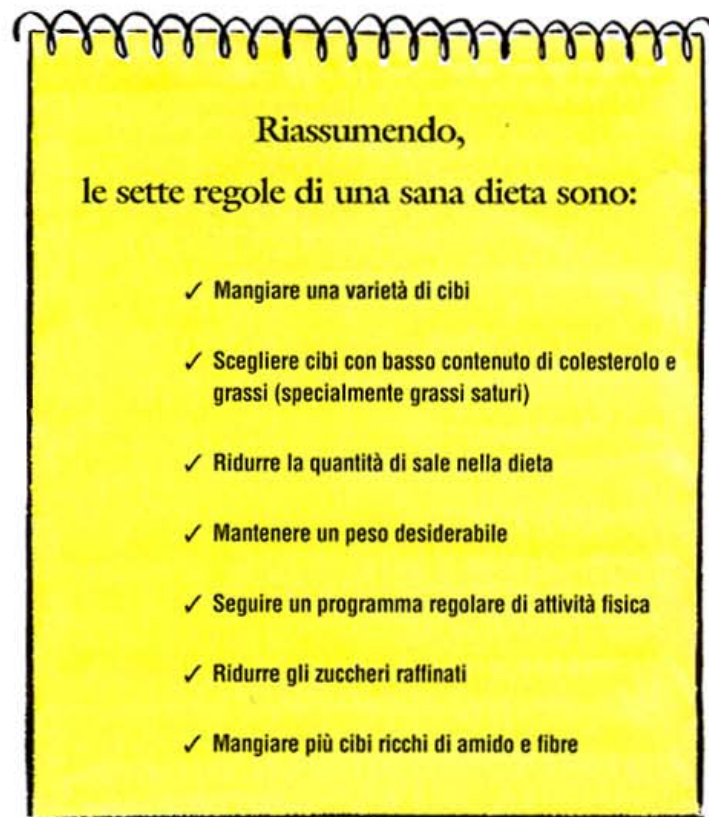 Riassumendo,
le sette regole di una sana dieta sono:
✓ Mangiare una varietà di cibi
✓ Scegliere cibi con basso contenuto di colesterolo e
grassi (specialmente grassi saturi)
✓ Ridurre la quantità di sale nella dieta
✓ Mantenere un peso desiderabile
✓ Seguire un programma regolare di attività fisica
✓ Ridurre gli zuccheri raffinati
✓ Mangiare più cibi ricchi di amido e fibre